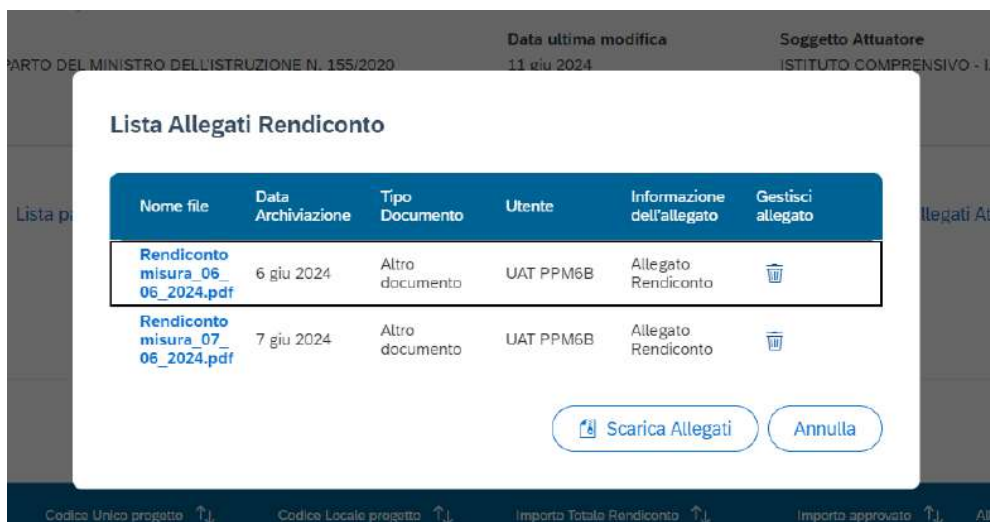 Data ultima modifica Soggetto Attuatore
PARTO DEL MINISTRO DELL'ISTRUZIONE N. 155/2020 11 giu 2024 ISTITUTO COMPRENSIVO - I.
Lista Allegati Rendiconto
Lista pa
llegati At
Nome file Data Archiviazione Tipo Documento Utente Informazione dell'allegato Gestisci allegato
Rendiconto
misura_06_ 6 giu 2024 Altro documento UAT PPM6B Allegato Rendiconto
06_2024.pdf
Rendiconto
misura_07_ 7 giu 2024 Altro documento UAT PPM6B Allegato Rendiconto
06_2024.pdf
Scarica Allegati Annulla
Codice Unico progetto Codice Locale progetto Importo Totale Rendiconto Importo approvato